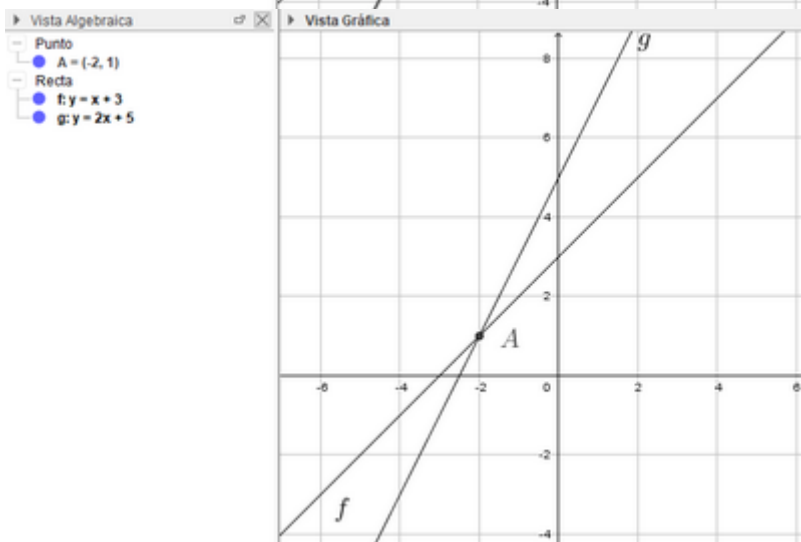 Vista Algebraica
Punto
A = (-2, 1)
Recta
f: y = x + 3
g: y = 2x + 5
Vista Gráfica
-4
g
8
6
4
2
A
-6 -4 -2 0 2 4 6
-2
f
-4